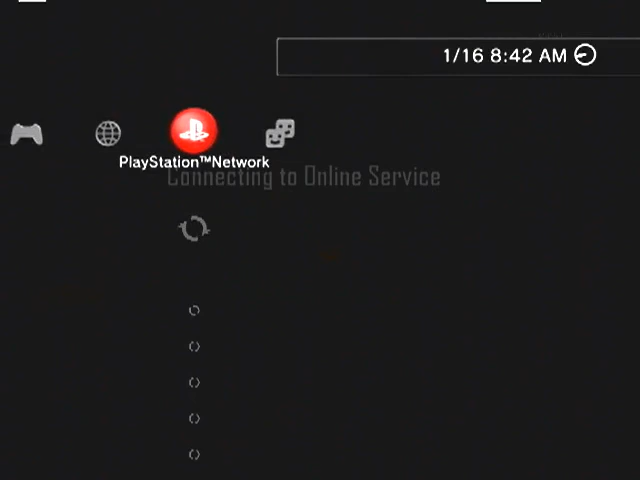 1/16 8:42 AM
PlayStation™Network
Connecting to Online Service